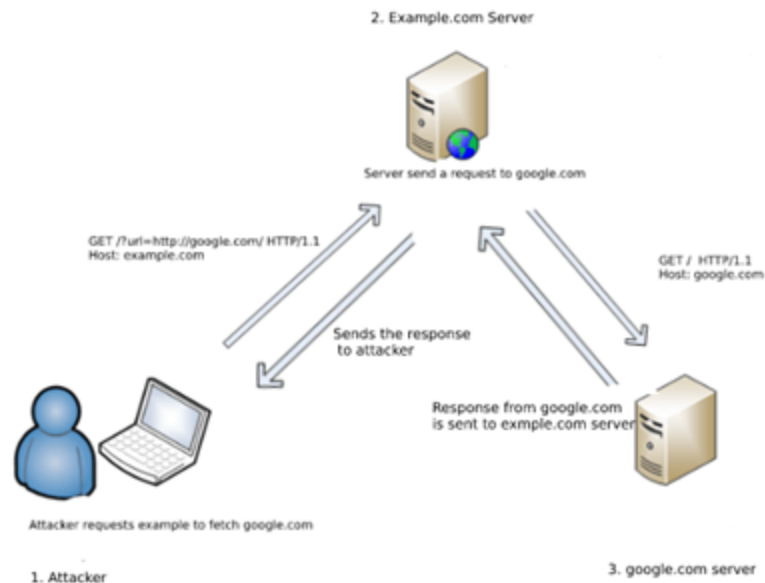 2. Example.com Server
Server send a request to google.com
GET /?url=http://google.com/ HTTP/1.1
Host: example.com
GET / HTTP/1.1
Host: google.com
Sends the response
to attacker
Response from google.com
is sent to exmple.com server
Attacker requests example to fetch google.com
1. Attacker
3. google.com server